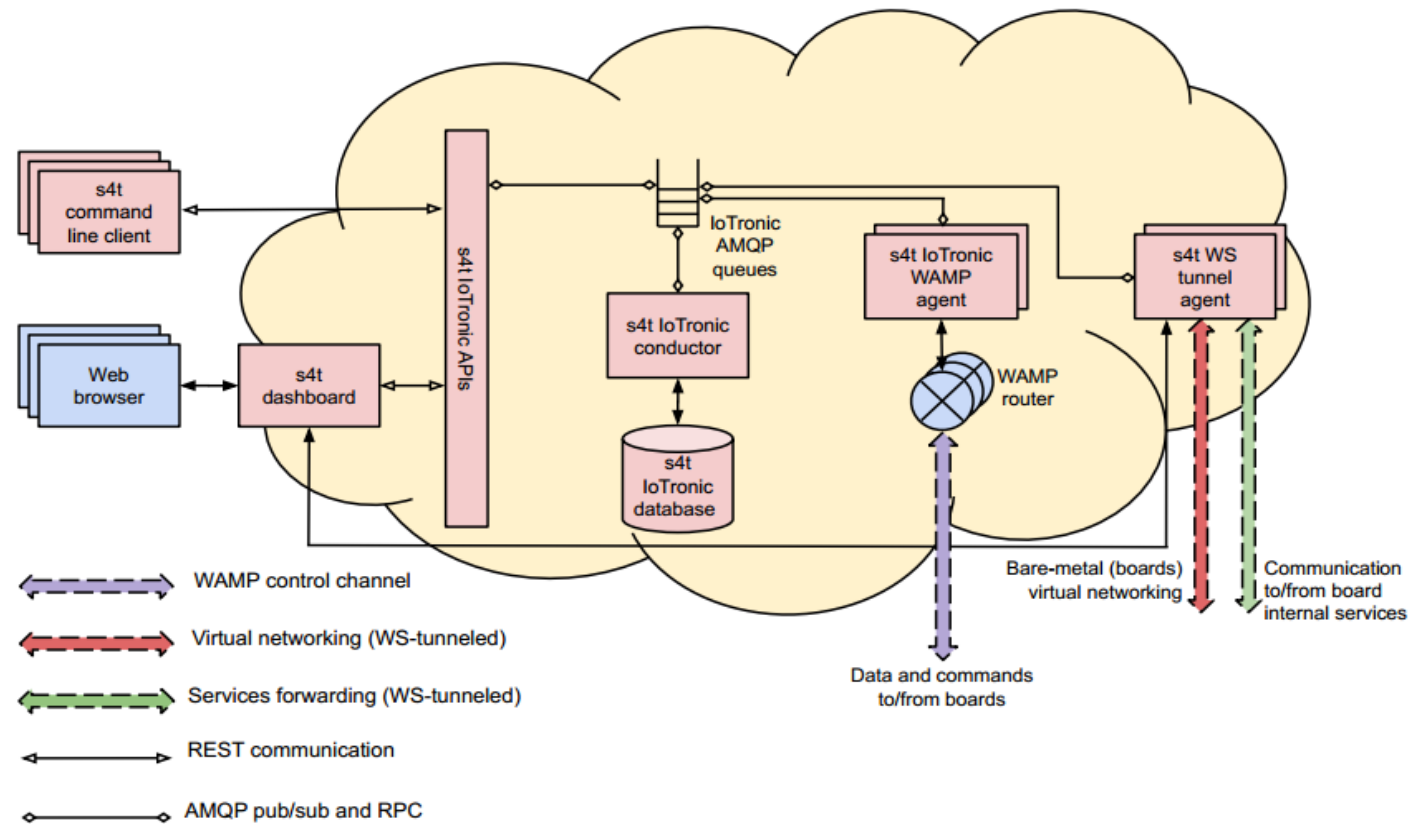 s4t
command
line client
s4t IoTronic APIs
IoTronic
AMQP
queues
s4t IoTronic
WAMP
agent
s4t WS
tunnel
agent
s4t IoTronic
conductor
Web
browser
s4t
dashboard
WAMP
router
s4t
IoTronic
database
WAMP control channel
Bare-metal (boards)
virtual networking
Communication
to/from board
internal services
Virtual networking (WS-tunneled)
Data and commands
to/from boards
Services forwarding (WS-tunneled)
REST communication
AMQP pub/sub and RPC